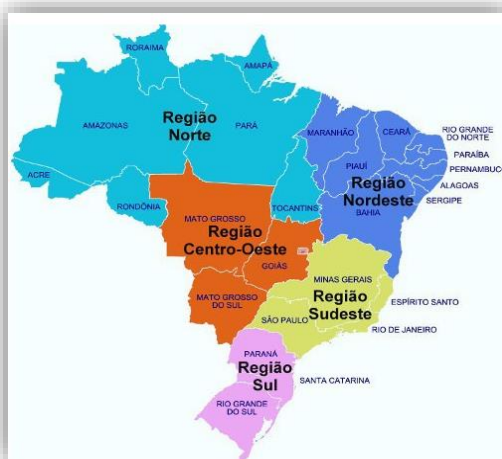 RORAIMA
AMAPÁ
AMAZONAS
Região
Norte
PARÁ
ACRE
RONDÔNIA
TOCANTINS
MARANHÃO
CEARÁ
RIO GRANDE
DO NORTE
PIAUÍ
PARAÍBA
PERNAMBUCO
Região
Nordeste
ALAGOAS
SERGIPE
BAHIA
MATO GROSSO
Região
Centro-Oeste
GOIÁS
MATO GROSSO
DO SUL
MINAS GERAIS
Região
Sudeste
ESPÍRITO SANTO
SÃO PAULO
RIO DE JANEIRO
PARANÁ
Região
Sul
SANTA CATARINA
RIO GRANDE
DO SUL